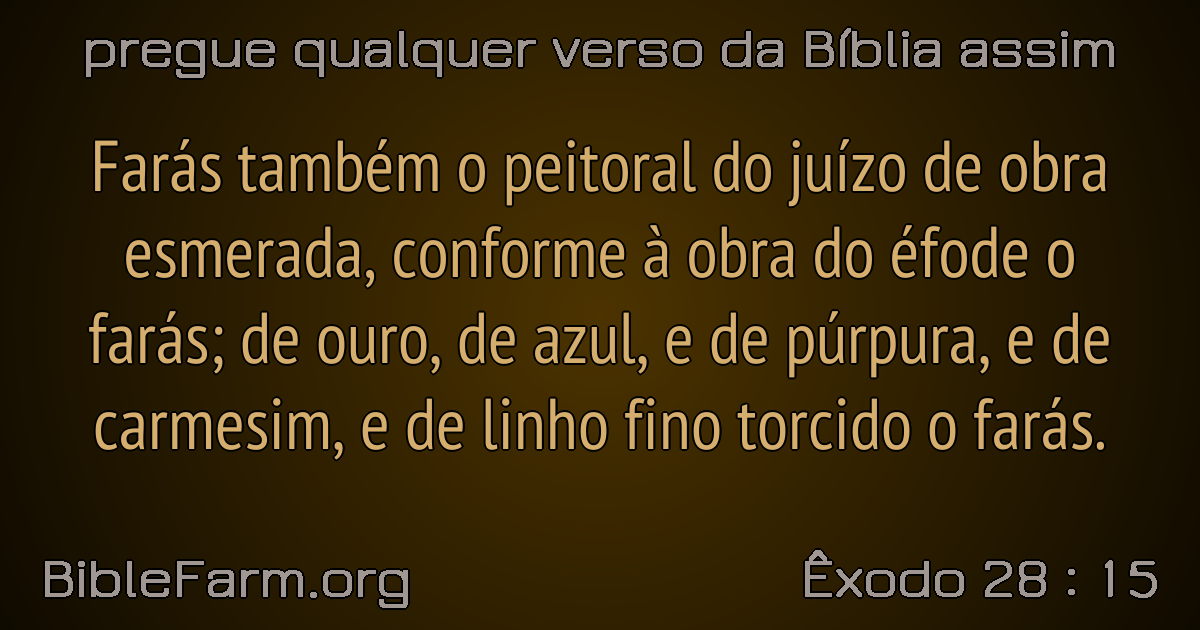 pregue qualquer verso da Bíblia assim
Farás também o peitoral do juízo de obra
esmerada, conforme à obra do éfode o
farás; de ouro, de azul, e de púrpura, e de
carmesim, e de linho fino torcido o farás.
BibleFarm.org
Êxodo 28 : 15